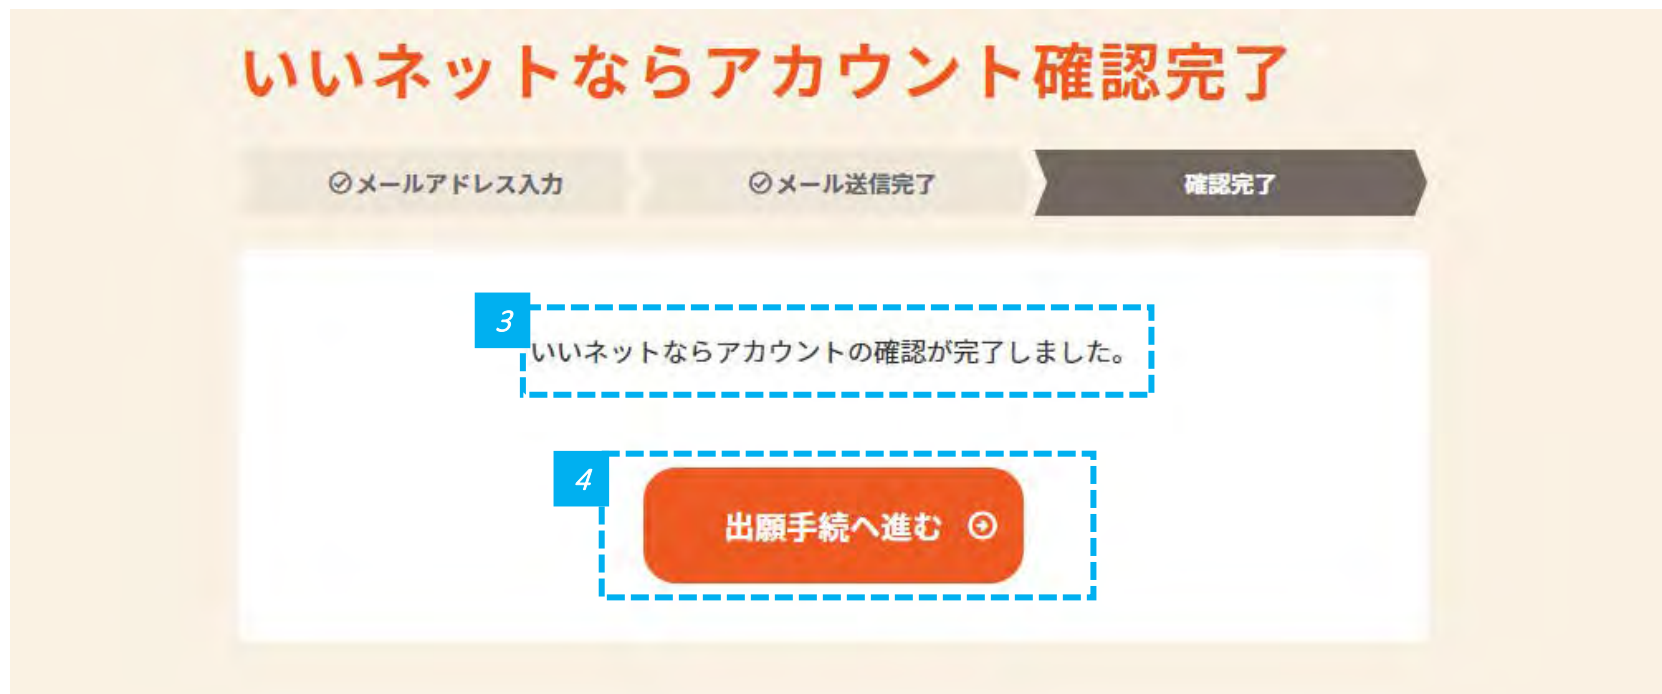 いいネットならアカウント確認完了
メールアドレス入力
メール送信完了
確認完了
3
いいネットならアカウントの確認が完了しました。
4
出願手続へ進む